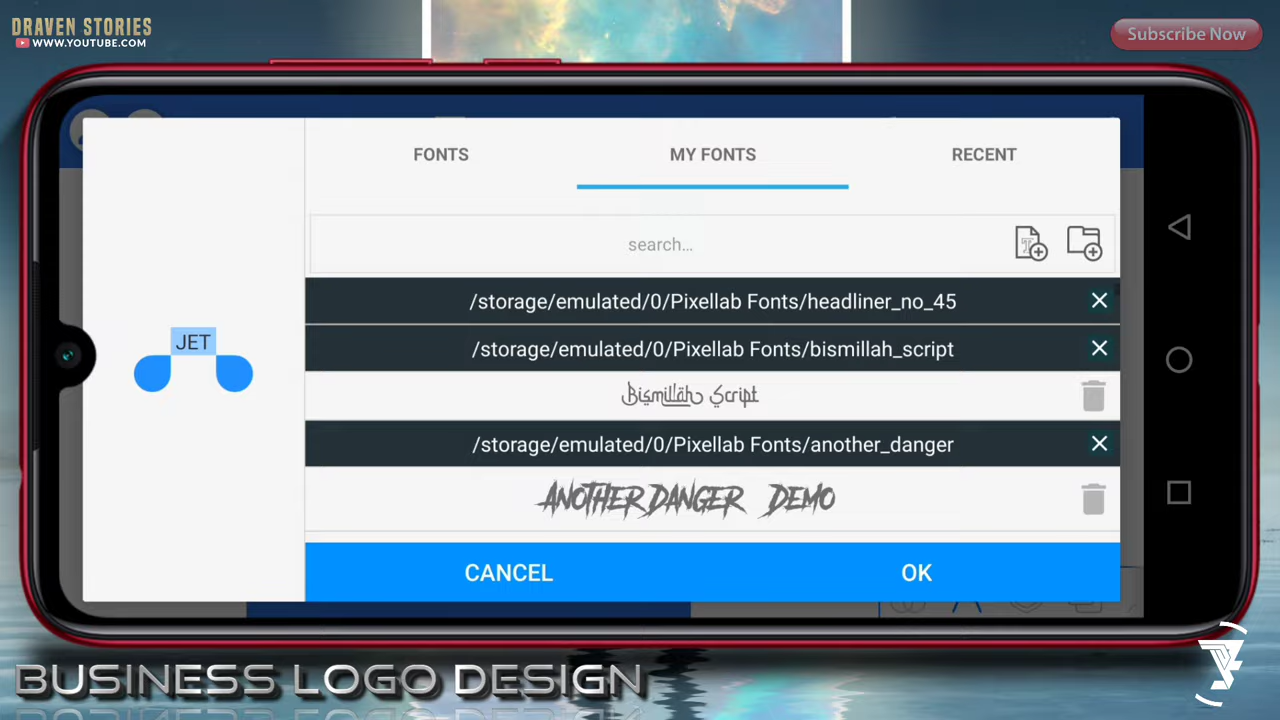 DRAVEN STORIES
WWW.YOUTUBE.COM
Subscribe Now
FONTS
MY FONTS
RECENT
search...
/storage/emulated/0/Pixellab Fonts/headliner_no_45
/storage/emulated/0/Pixellab Fonts/bismillah_script
JET
Bismillah Script
/storage/emulated/0/Pixellab Fonts/another_danger
ANOTHER DANGER DEMO
CANCEL
OK
BUSINESS LOGO DESIGN